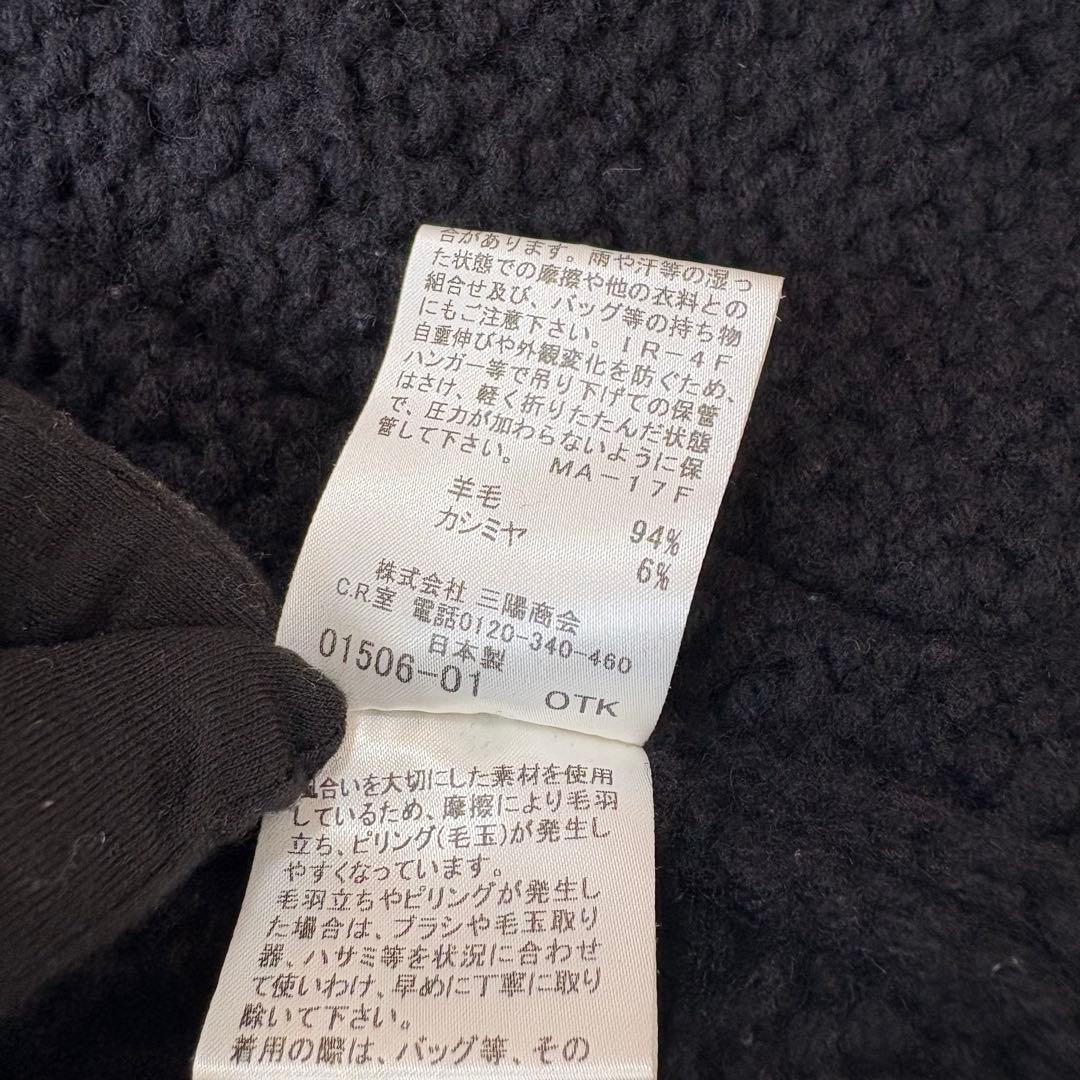 合があります。雨や汗等の湿っ
た状態での摩擦や他の衣料との
組合せ及び、バッグ等の持ち物
にもご注意下さい。IR-4F
自重伸びや外観変化を防ぐため、
ハンガー等で吊り下げての保管
はさけ、軽く折りたたんだ状態
で、圧力が加わらないように保
管して下さい。 MA-17F
羊毛 94%
カシミヤ 6%
株式会社 三陽商会
C.R室 電話0120-340-460
日本製
01506-01 OTK
合いを大切にした素材を使用
しているため、摩擦により毛羽
立ち、ピリング(毛玉)が発生し
やすくなっています。
毛羽立ちやピリングが発生し
た場合は、ブラシや毛玉取り
器、ハサミ等を状況に合わせ
て使いわけ、早めに丁寧に取り
除いて下さい。
着用の際は、バッグ等、その